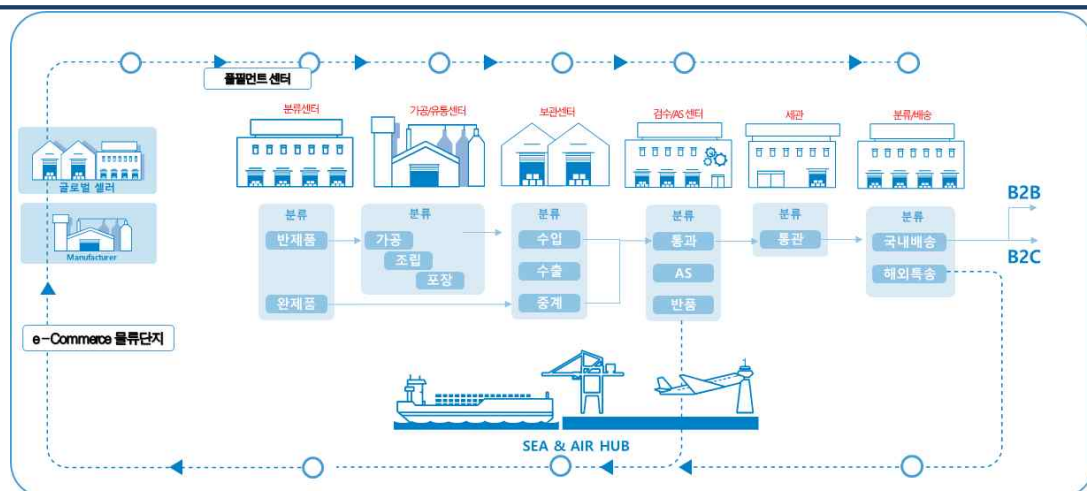 풀필먼트 센터
분류센터
가공/유통센터
보관센터
검수/AS 센터
세관
분류/배송
글로벌 셀러
Manufacturer
e-Commerce 물류단지
분류
반제품
완제품
분류
가공
조립
포장
분류
수입
수출
중계
분류
통과
AS
반품
분류
통관
분류
국내배송
해외특송
B2B
B2C
SEA & AIR HUB